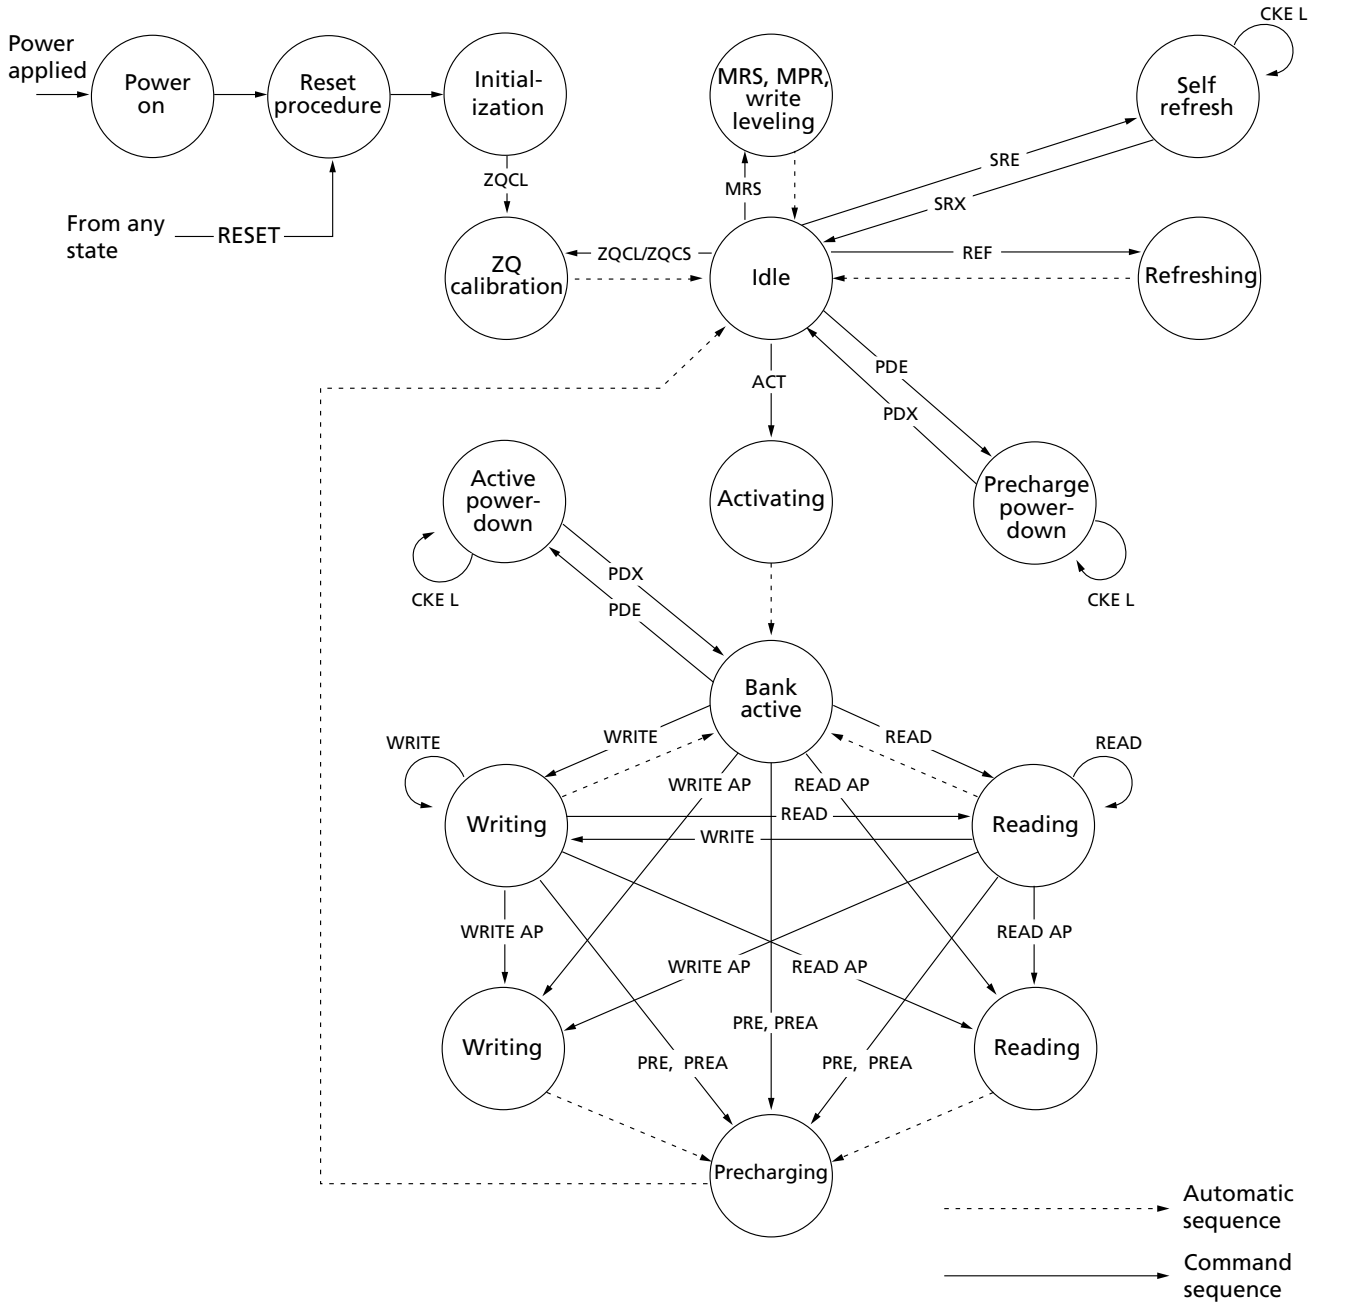 CKE L
Power
applied
Power
on
Reset
procedure
Initial-
ization
MRS, MPR,
write
leveling
Self
refresh
SRE
ZQCL
MRS
SRX
From any
state
RESET
ZQCL/ZQCS
REF
ZQ
calibration
Idle
Refreshing
PDE
ACT
PDX
Active
power-
down
Activating
Precharge
power-
down
PDX
CKE L
PDE
CKE L
Bank
active
WRITE
WRITE
READ
READ
WRITE AP
READ AP
Writing
READ
Reading
WRITE
WRITE AP
READ AP
WRITE AP
READ AP
PRE, PREA
Writing
Reading
PRE, PREA
PRE, PREA
Precharging
Automatic
sequence
Command
sequence